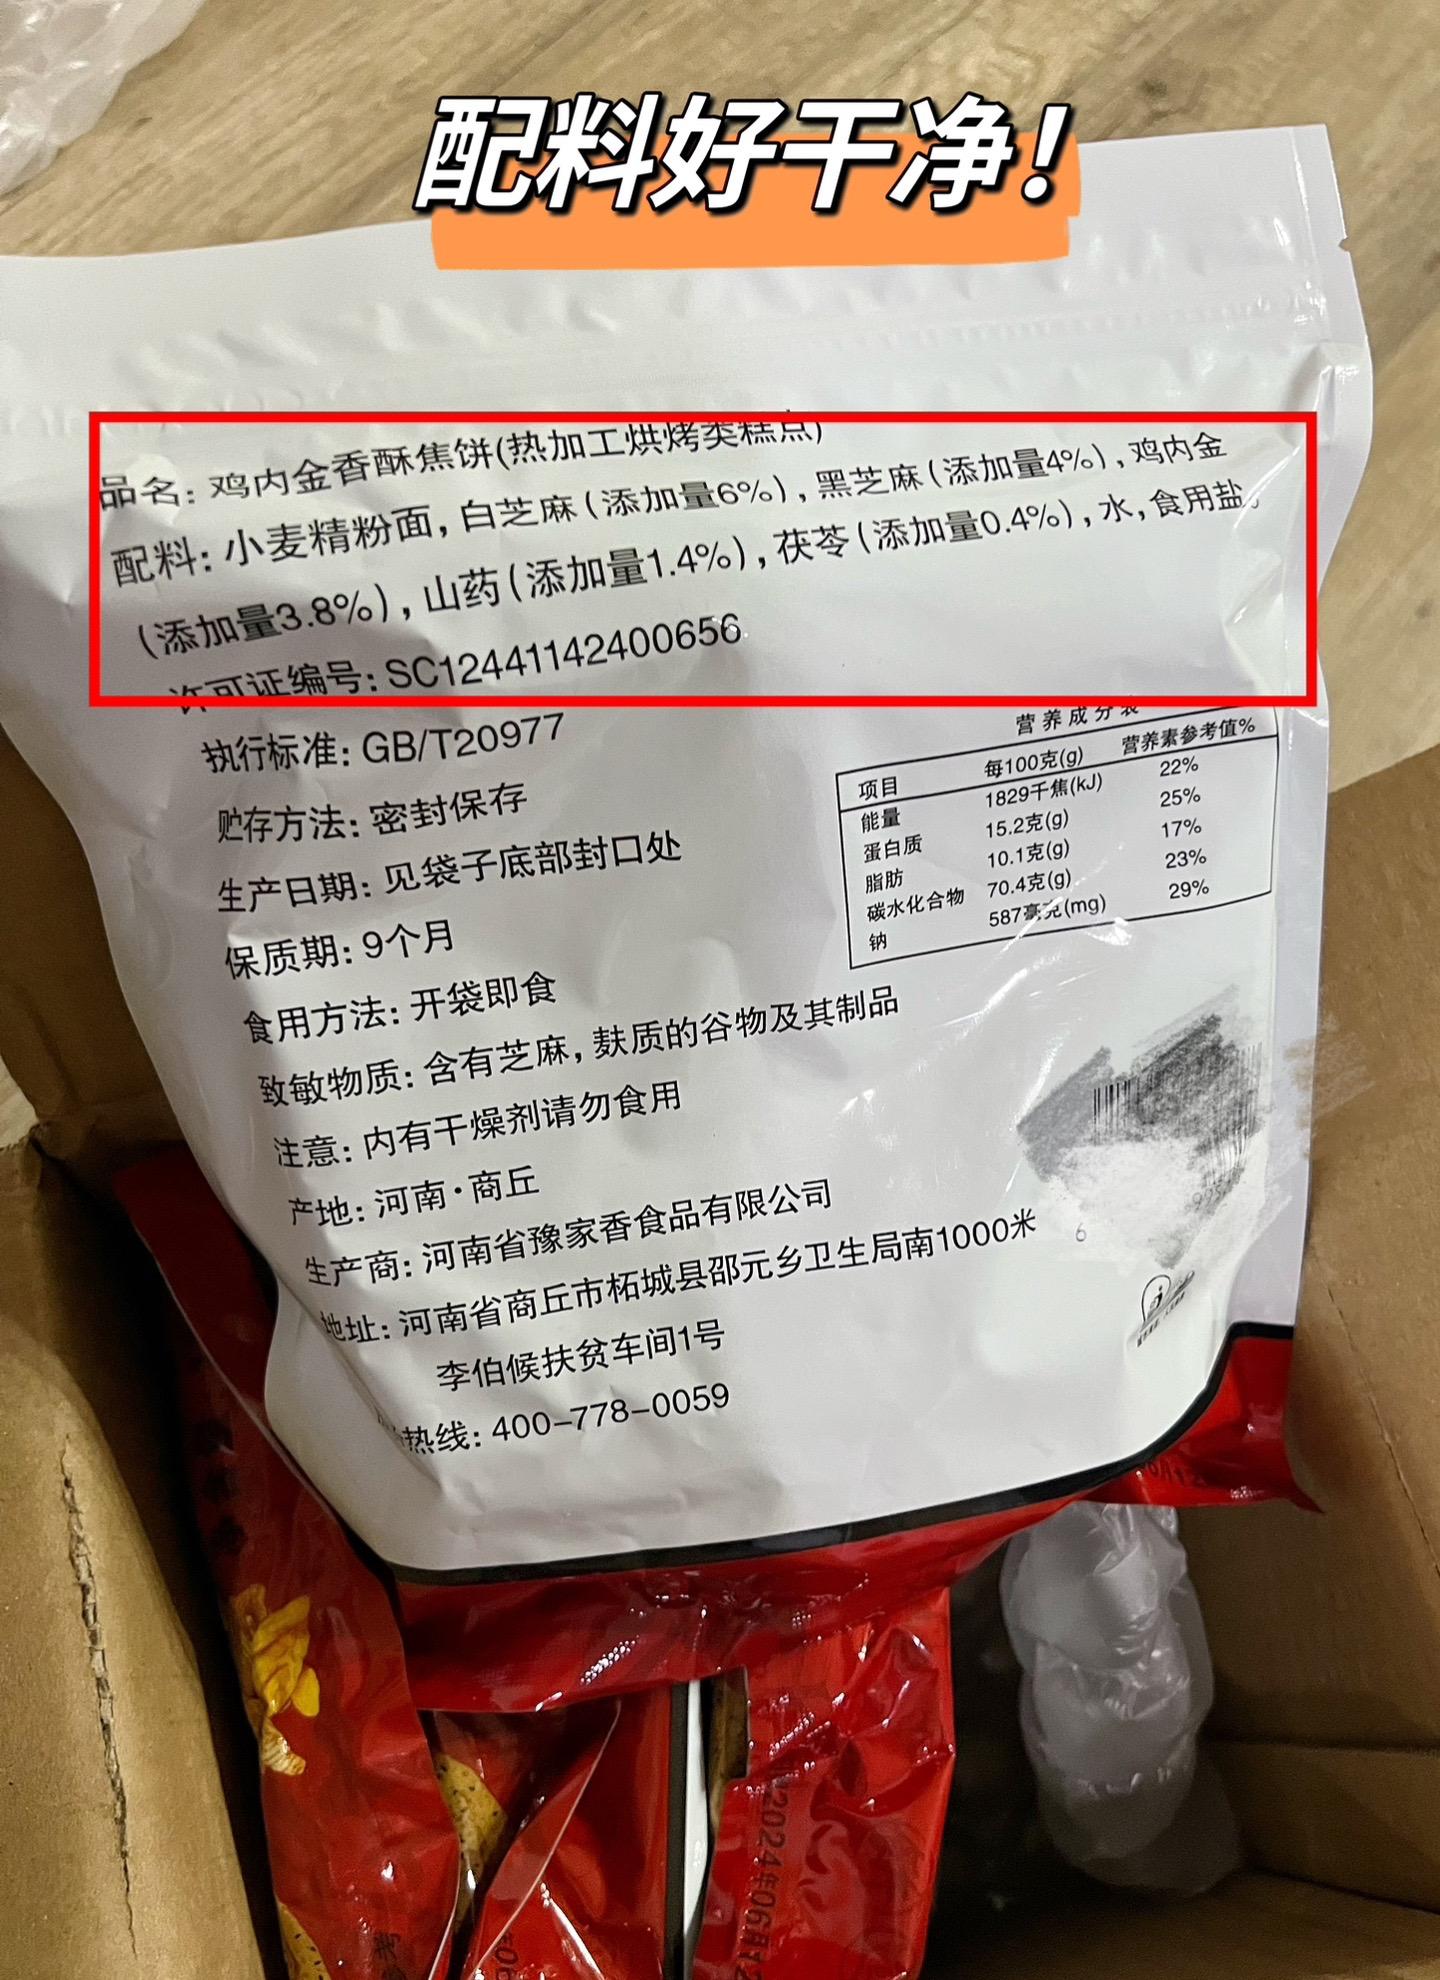 配料好干净！
品名：鸡内金香酥焦饼(热加工烘烤类糕点)
配料：小麦精粉面，白芝麻（添加量6%），黑芝麻（添加量4%），鸡内金
（添加量3.8%），山药（添加量1.4%），茯苓（添加量0.4%），水，食用盐。
许可证编号：SC12441142400656
执行标准：GB/T20977
贮存方法：密封保存
生产日期：见袋子底部封口处
保质期：9个月
食用方法：开袋即食
致敏物质：含有芝麻，麸质的谷物及其制品
注意：内有干燥剂请勿食用
产地：河南·商丘
生产商：河南省豫家香食品有限公司
地址：河南省商丘市柘城县邵元乡卫生局南1000米
李伯候扶贫车间1号
热线：400-778-0059
营养成分表
项目 每100克(g) 营养素参考值%
能量 1829千焦(kJ) 22%
蛋白质 15.2克(g) 25%
脂肪 10.1克(g) 17%
碳水化合物 70.4克(g) 23%
钠 587毫克(mg) 29%
6
2024年06月12